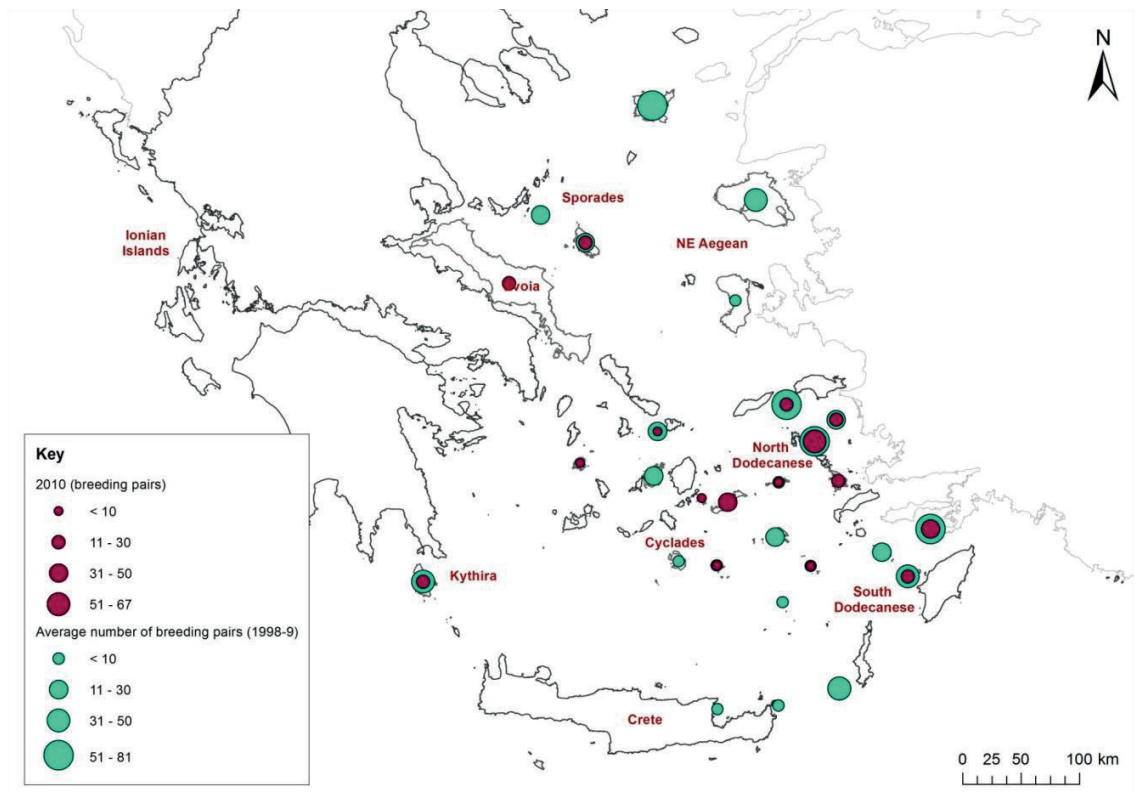 N
Sporades
Ionian
Islands
NE Aegean
Evoia
North
Dodecanese
Cyclades
Kythira
South
Dodecanese
Crete
Key
2010 (breeding pairs)
< 10
11 - 30
31 - 50
51 - 67
Average number of breeding pairs (1998-9)
< 10
11 - 30
31 - 50
51 - 81
0 25 50 100 km